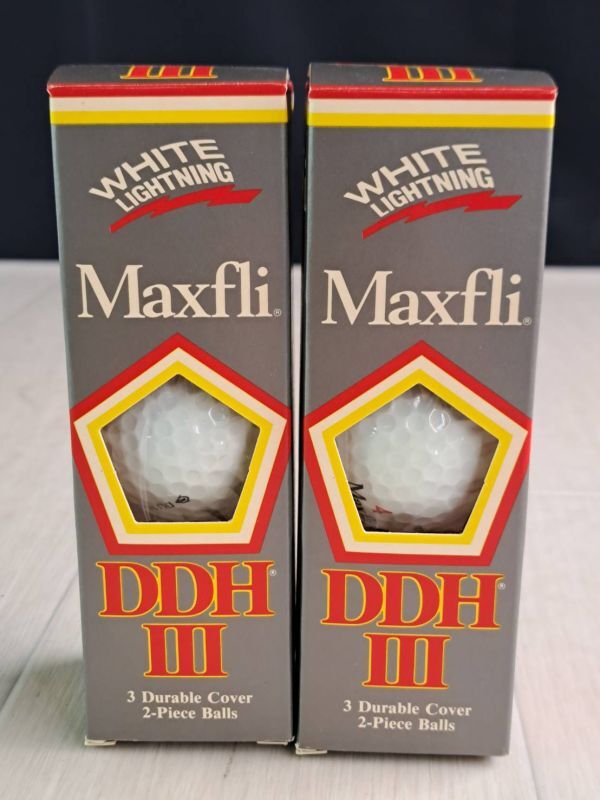 III
WHITE
LIGHTNING
Maxfli®
DDH®
III
3 Durable Cover
2-Piece Balls
III
WHITE
LIGHTNING
Maxfli®
4
DDH®
III
3 Durable Cover
2-Piece Balls